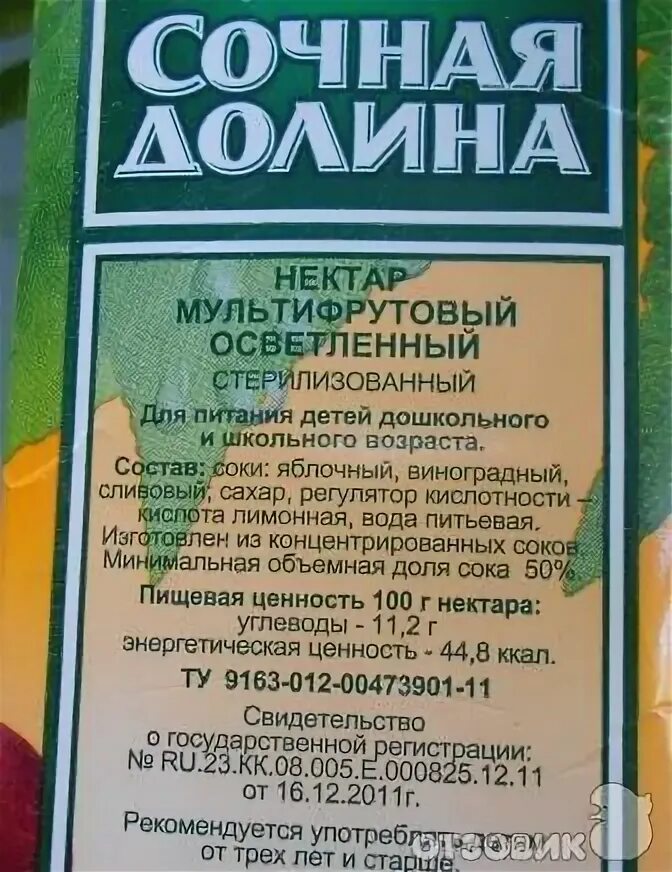 СОЧНАЯ
ДОЛИНА
НЕКТАР
МУЛЬТИФРУТОВЫЙ
ОСВЕТЛЕННЫЙ
СТЕРИЛИЗОВАННЫЙ
Для питания детей дошкольного
и школьного возраста.
Состав: соки: яблочный, виноградный,
сливовый, сахар, регулятор кислотности –
кислота лимонная, вода питьевая.
Изготовлен из концентрированных соков
Минимальная объемная доля сока 50%
Пищевая ценность 100 г нектара:
углеводы - 11,2 г
энергетическая ценность - 44,8 ккал.
ТУ 9163-012-00473901-11
Свидетельство
о государственной регистрации:
№ RU.23.КК.08.005.Е.000825.12.11
от 16.12.2011г.
Рекомендуется употреблять детям
от трех лет и старше.
отзовик